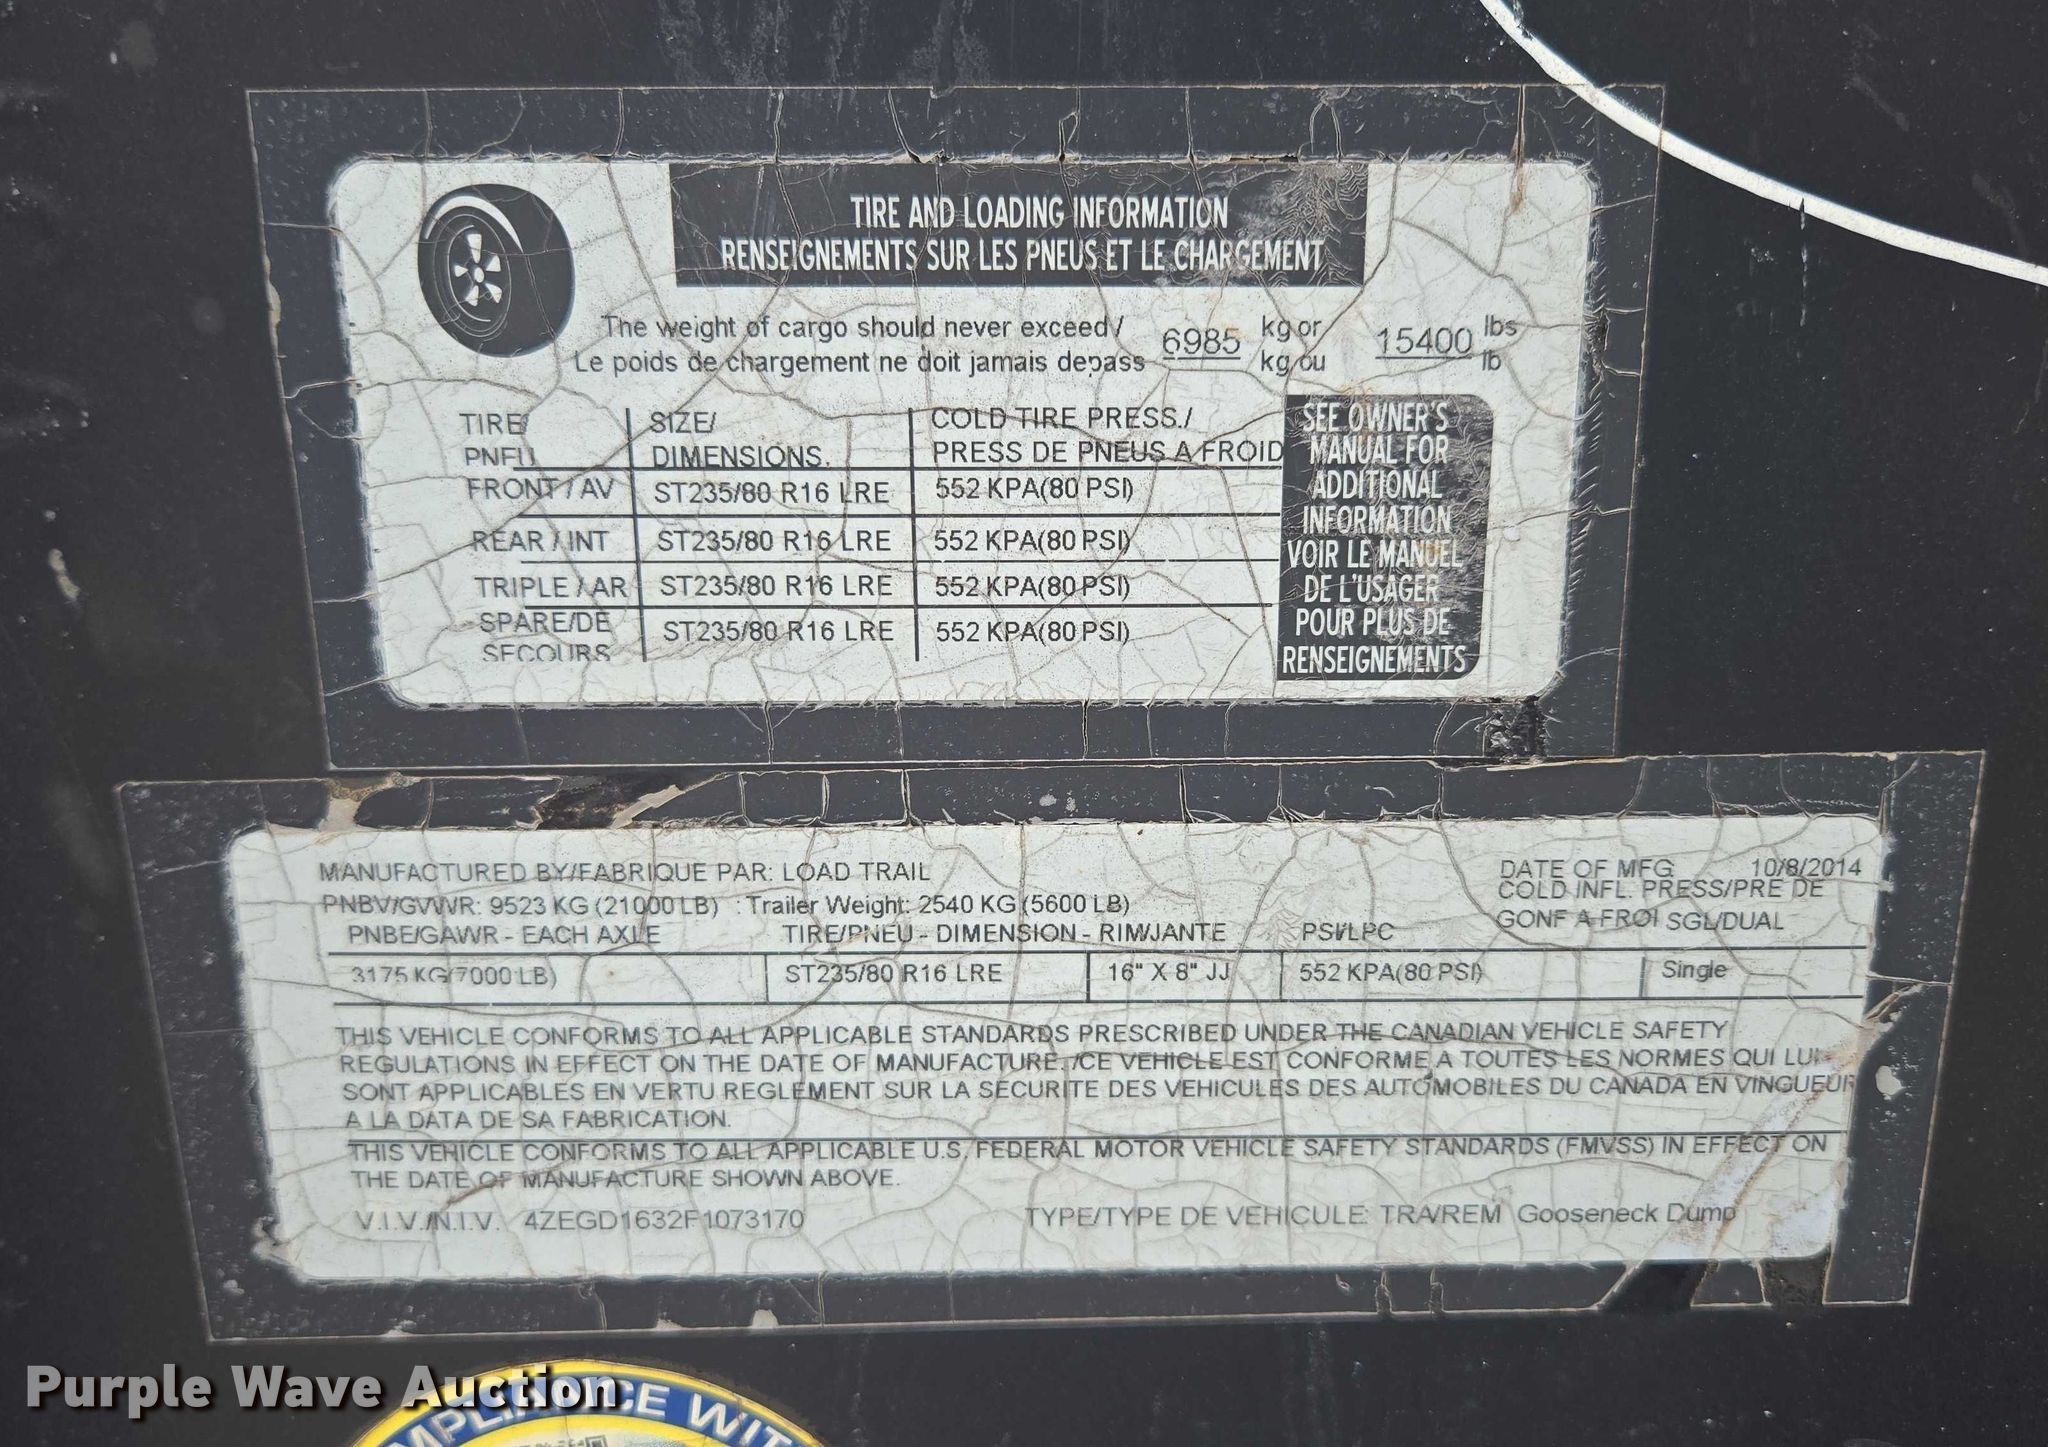 TIRE AND LOADING INFORMATION
RENSEIGNEMENTS SUR LES PNEUS ET LE CHARGEMENT
The weight of cargo should never exceed / 6985 kg or 15400 lbs
Le poids de chargement ne doit jamais depass kg ou lb
TIRE/ SIZE/ COLD TIRE PRESS./
PNEU DIMENSIONS. PRESS DE PNEUS A FROID
FRONT / AV ST235/80 R16 LRE 552 KPA(80 PSI)
REAR / INT ST235/80 R16 LRE 552 KPA(80 PSI)
TRIPLE / AR ST235/80 R16 LRE 552 KPA(80 PSI)
SPARE/DE ST235/80 R16 LRE 552 KPA(80 PSI)
SECOURS
SEE OWNER'S
MANUAL FOR
ADDITIONAL
INFORMATION
VOIR LE MANUEL
DE L'USAGER
POUR PLUS DE
RENSEIGNEMENTS
MANUFACTURED BY/FABRIQUE PAR: LOAD TRAIL DATE OF MFG 10/8/2014
PNBV/GVWR: 9523 KG (21000 LB) : Trailer Weight: 2540 KG (5600 LB) COLD INFL. PRESS/PRE DE
PNBE/GAWR - EACH AXLE TIRE/PNEU - DIMENSION - RIM/JANTE PSI/LPC GONF A FROI SGL/DUAL
3175 KG(7000 LB) ST235/80 R16 LRE 16" X 8" JJ 552 KPA(80 PSI) Single
THIS VEHICLE CONFORMS TO ALL APPLICABLE STANDARDS PRESCRIBED UNDER THE CANADIAN VEHICLE SAFETY
REGULATIONS IN EFFECT ON THE DATE OF MANUFACTURE. /CE VEHICLE EST CONFORME A TOUTES LES NORMES QUI LUI
SONT APPLICABLES EN VERTU REGLEMENT SUR LA SECURITE DES VEHICULES DES AUTOMOBILES DU CANADA EN VINGUEUR
A LA DATA DE SA FABRICATION.
THIS VEHICLE CONFORMS TO ALL APPLICABLE U.S. FEDERAL MOTOR VEHICLE SAFETY STANDARDS (FMVSS) IN EFFECT ON
THE DATE OF MANUFACTURE SHOWN ABOVE.
V.I.V./N.I.V. 4ZEGD1632F1073170 TYPE/TYPE DE VEHICULE: TRA/REM Gooseneck Dump
Purple Wave Auction